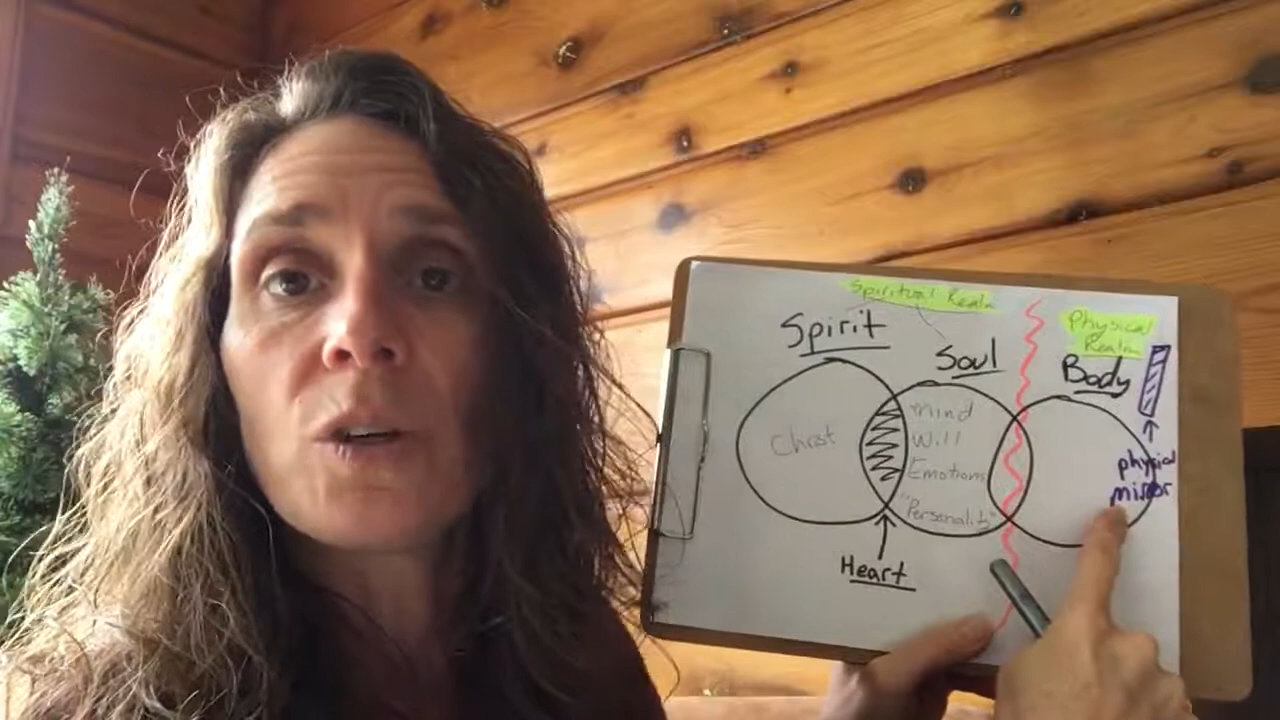 Spiritual Realm
Spirit
Soul
Physical
Realm
Body
Christ
Mind
Will
Emotions
"Personality"
physical
mirror
Heart